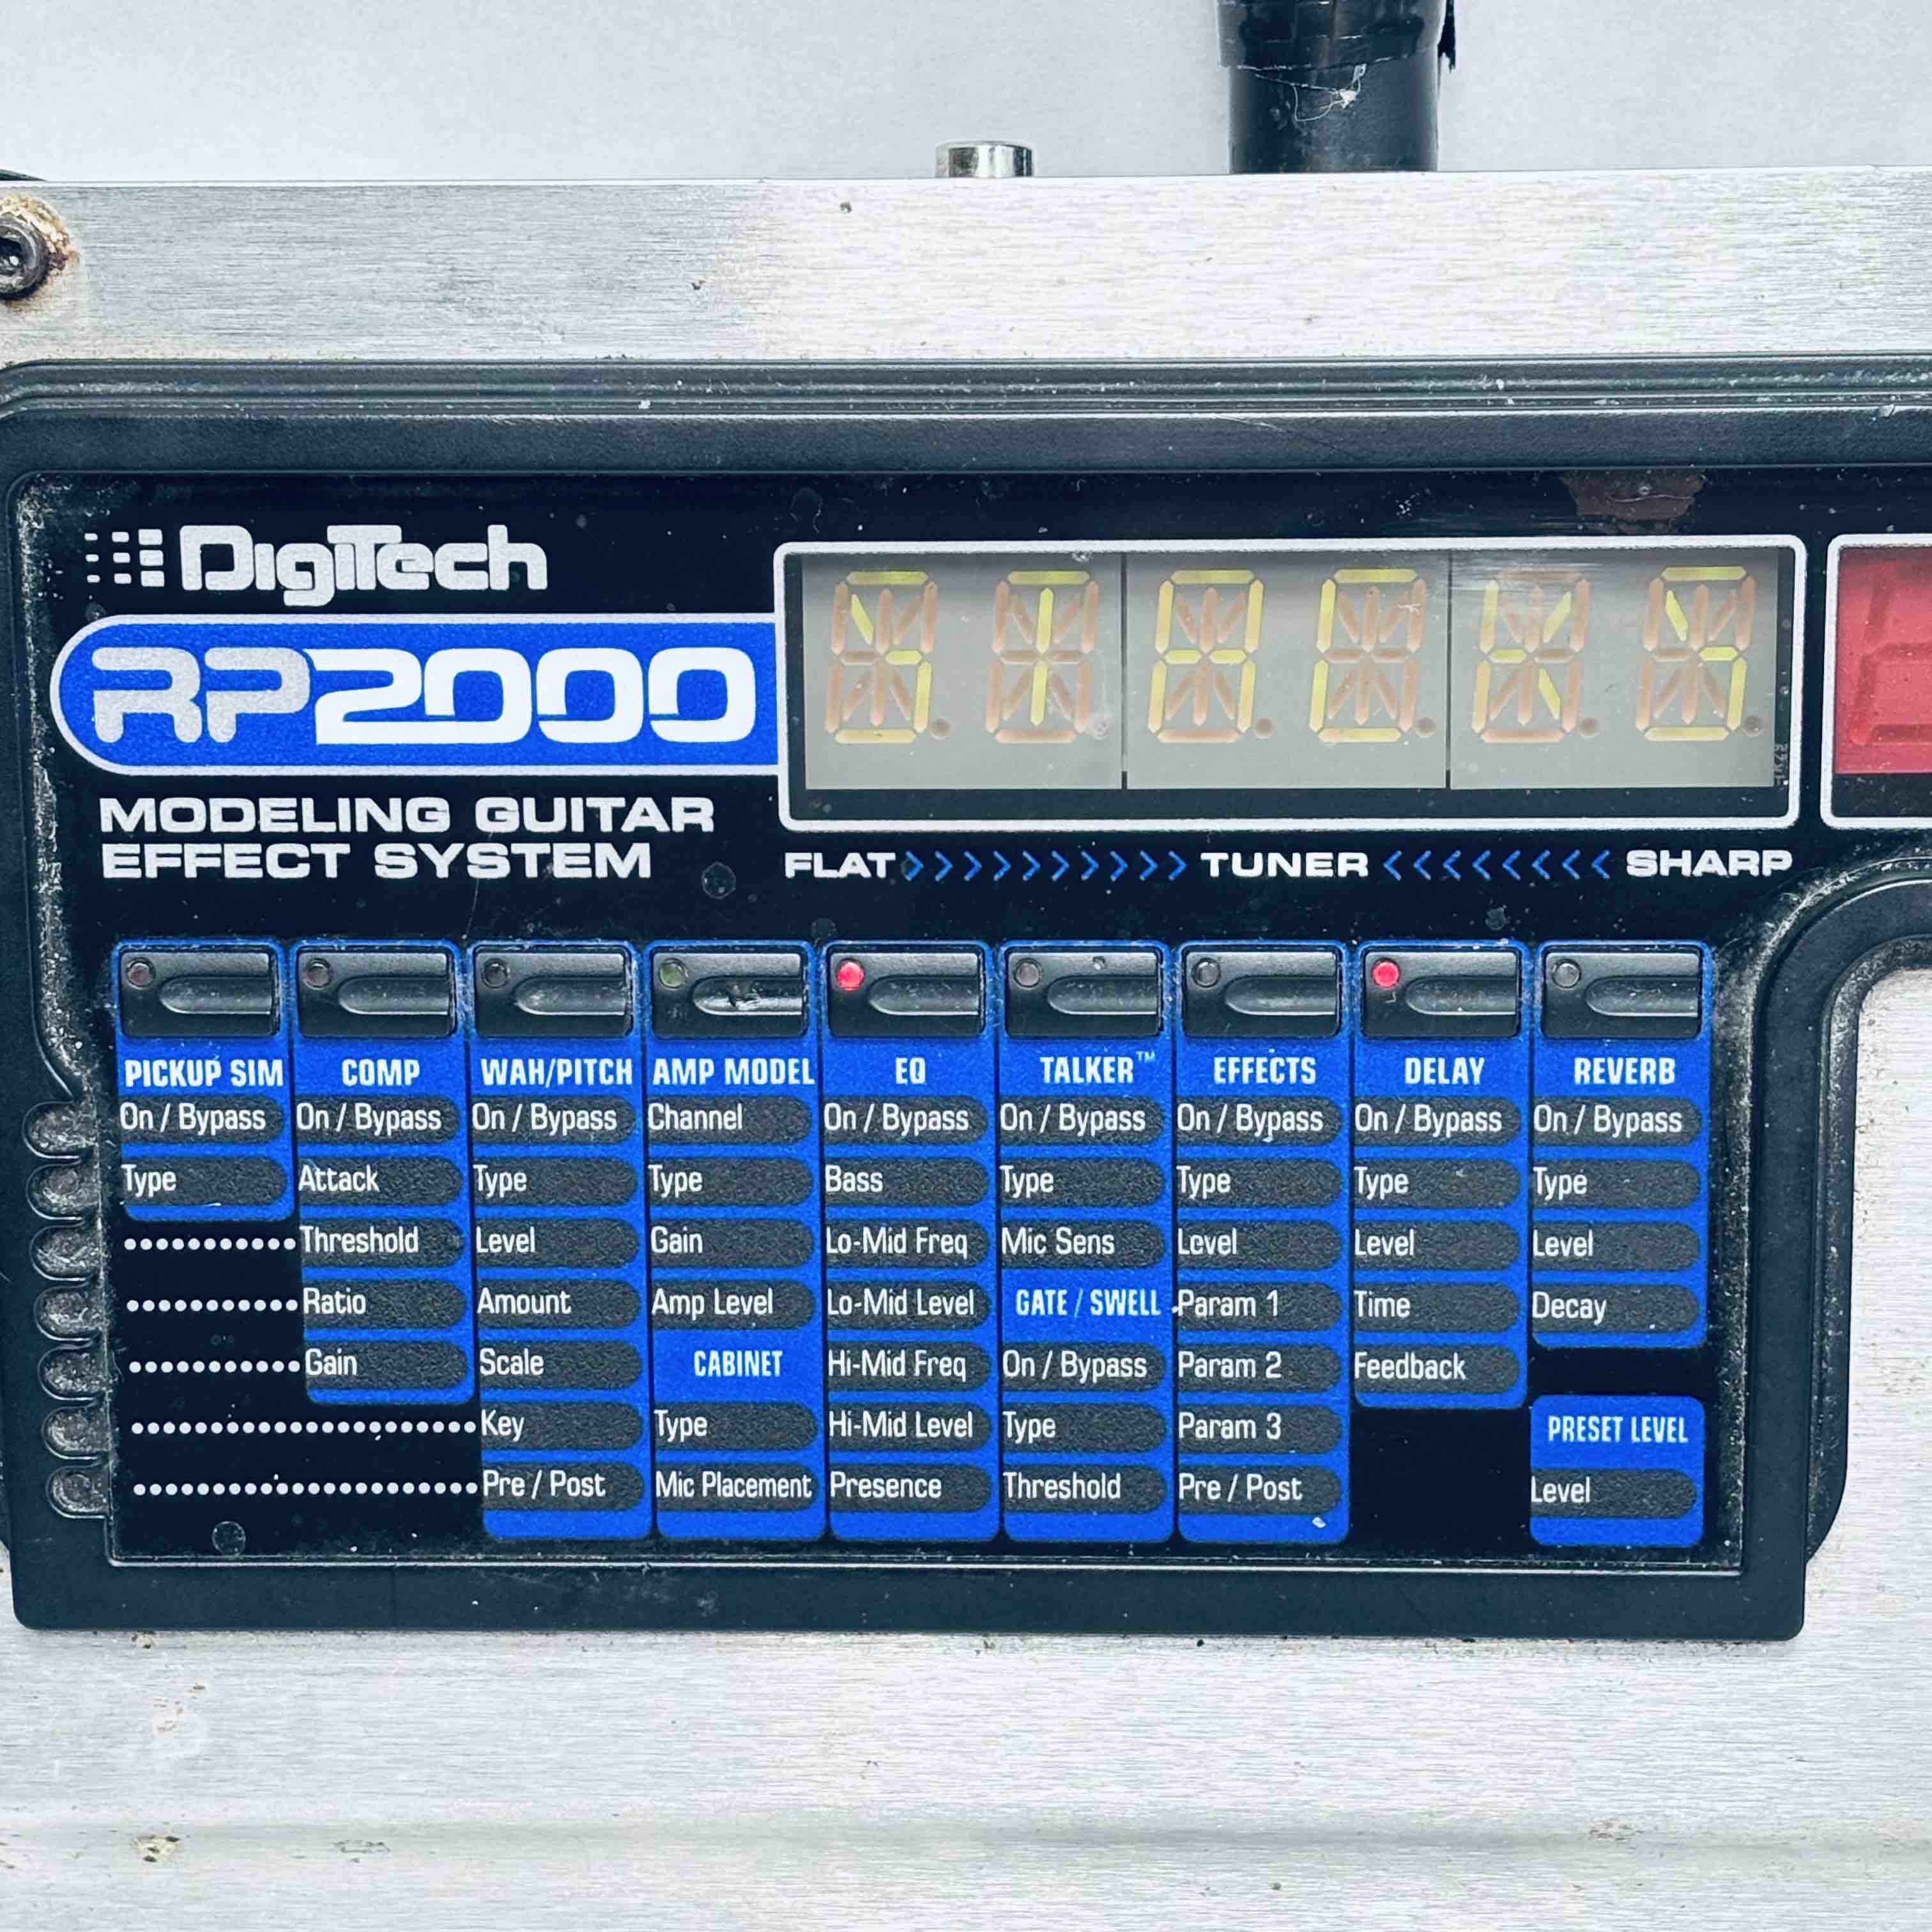 DigiTech
RP2000
MODELING GUITAR
EFFECT SYSTEM
STACKS
FLAT >>>>>>>>>> TUNER <<<<<<<< SHARP
PICKUP SIM
On / Bypass
Type
COMP
On / Bypass
Attack
Threshold
Ratio
Gain
WAH/PITCH
On / Bypass
Type
Level
Amount
Scale
Key
Pre / Post
AMP MODEL
Channel
Type
Gain
Amp Level
CABINET
Type
Mic Placement
EQ
On / Bypass
Bass
Lo-Mid Freq
Lo-Mid Level
Hi-Mid Freq
Hi-Mid Level
Presence
TALKER™
On / Bypass
Type
Mic Sens
GATE / SWELL
On / Bypass
Type
Threshold
EFFECTS
On / Bypass
Type
Level
Param 1
Param 2
Param 3
Pre / Post
DELAY
On / Bypass
Type
Level
Time
Feedback
REVERB
On / Bypass
Type
Level
Decay
PRESET LEVEL
Level